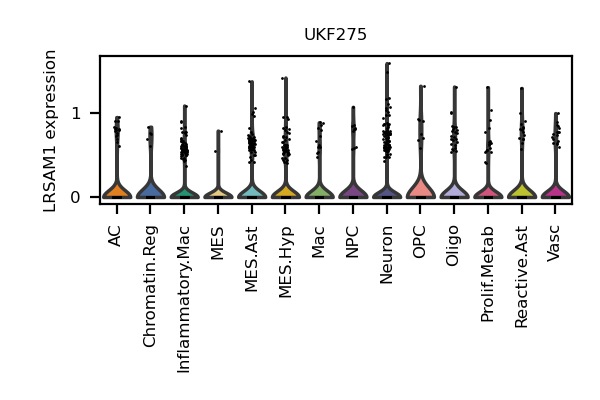 UKF275
LRSAM1 expression
1
0
AC
Chromatin.Reg
Inflammatory.Mac
MES
MES.Ast
MES.Hyp
Mac
NPC
Neuron
OPC
Oligo
Prolif.Metab
Reactive.Ast
Vasc